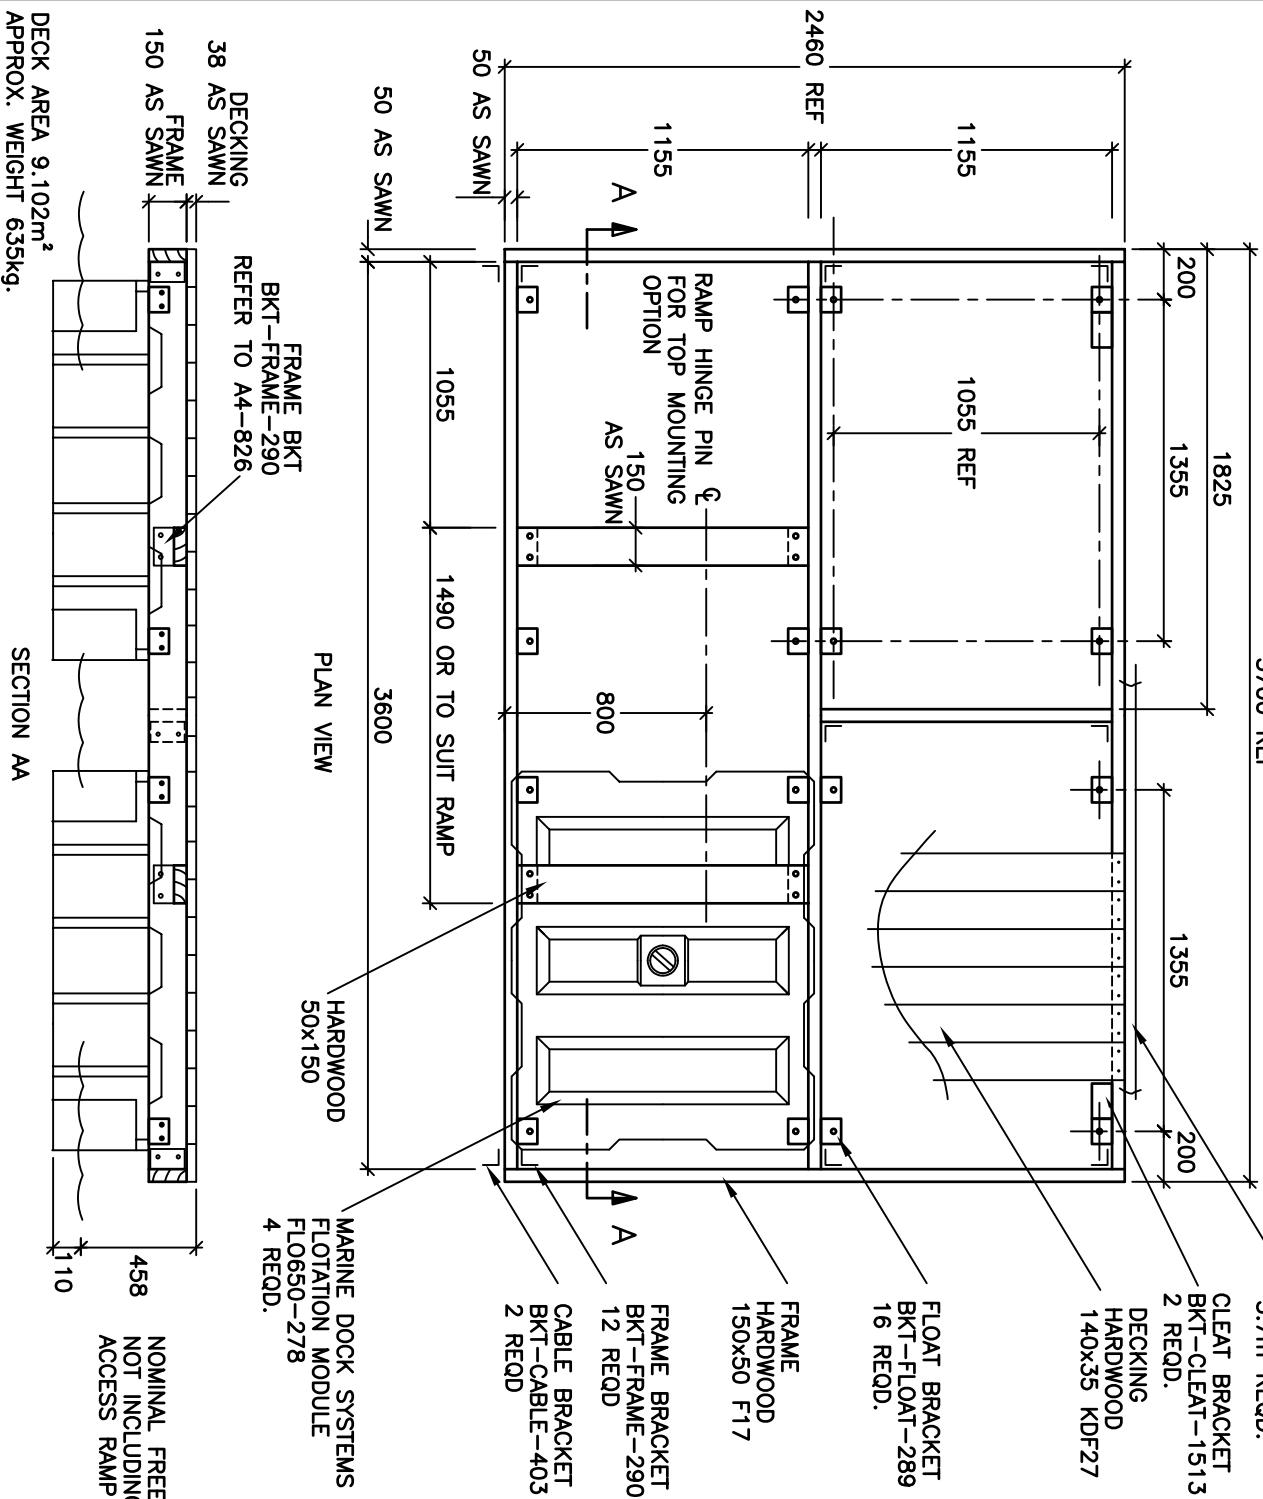 3700 REF
3.7m REQD.
1825
200
1355
1355
200
2460 REF
1155
1155
50 AS SAWN
50 AS SAWN
1055 REF
RAMP HINGE PIN ℄
FOR TOP MOUNTING
OPTION
150
AS SAWN
800
A
A
1055
1490 OR TO SUIT RAMP
3600
PLAN VIEW
CLEAT BRACKET
BKT-CLEAT-1513
2 REQD.
DECKING
HARDWOOD
140x35 KDF27
FLOAT BRACKET
BKT-FLOAT-289
16 REQD.
FRAME
HARDWOOD
150x50 F17
FRAME BRACKET
BKT-FRAME-290
12 REQD
CABLE BRACKET
BKT-CABLE-403
2 REQD
MARINE DOCK SYSTEMS
FLOTATION MODULE
FLO650-278
4 REQD.
HARDWOOD
50x150
FRAME BKT
BKT-FRAME-290
REFER TO A4-826
DECKING
38 AS SAWN
FRAME
150 AS SAWN
458
110
NOMINAL FREE
NOT INCLUDING
ACCESS RAMP
SECTION AA
DECK AREA 9.102m²
APPROX. WEIGHT 635kg.